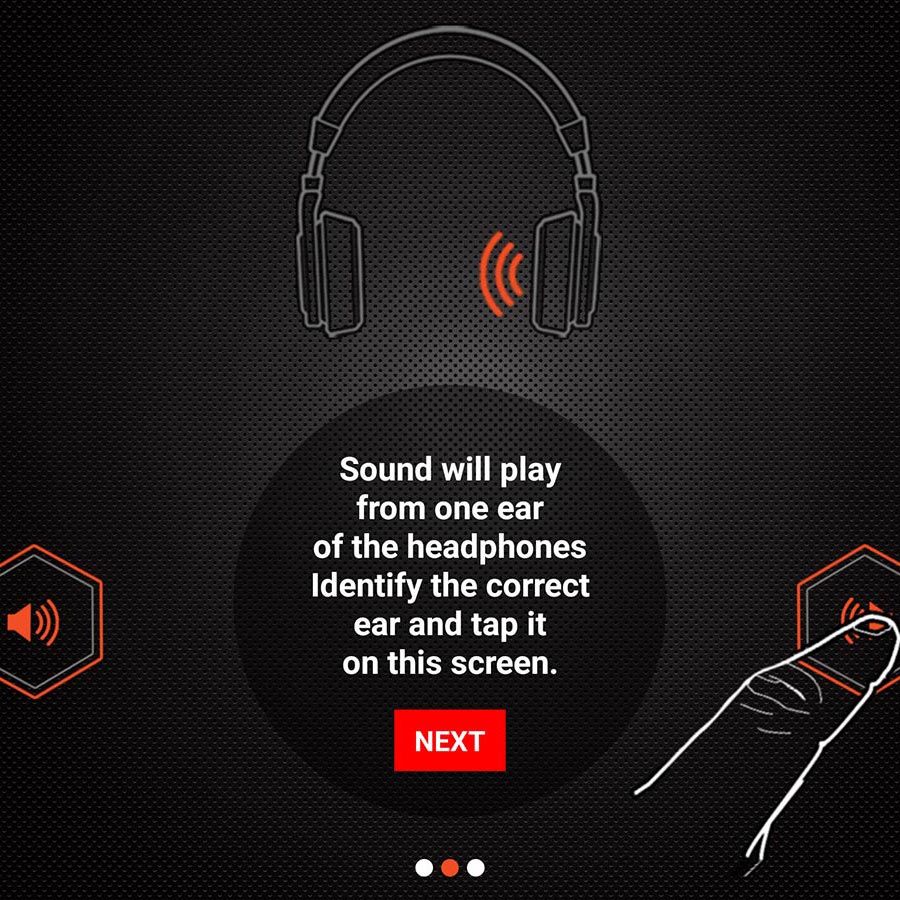 Sound will play
from one ear
of the headphones
Identify the correct
ear and tap it
on this screen.
NEXT